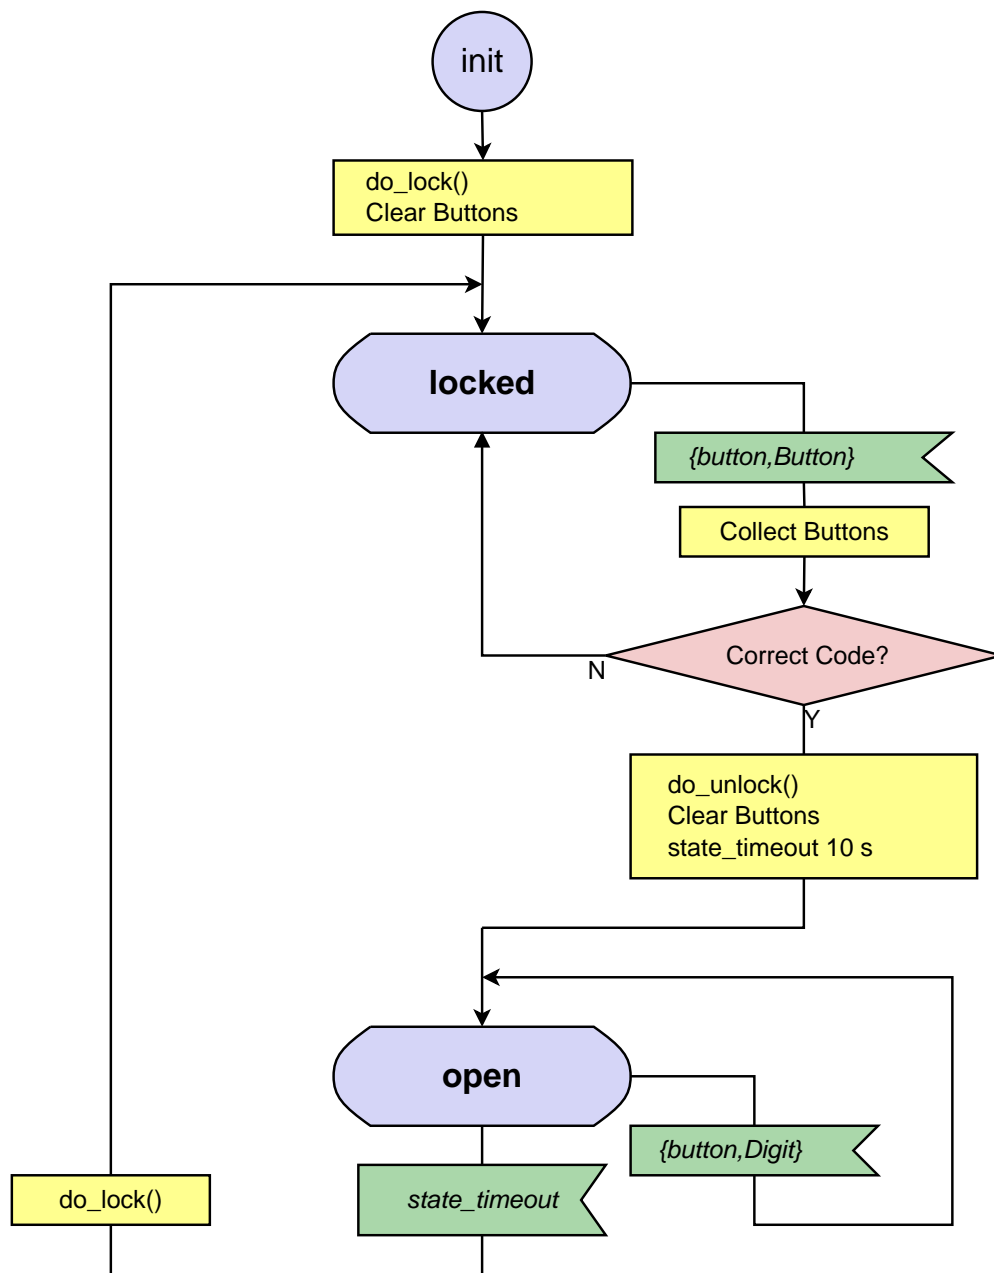 init
do_lock()
Clear Buttons
locked
{button,Button}
Collect Buttons
Correct Code?
N
Y
do_unlock()
Clear Buttons
state_timeout 10 s
open
{button,Digit}
do_lock()
state_timeout